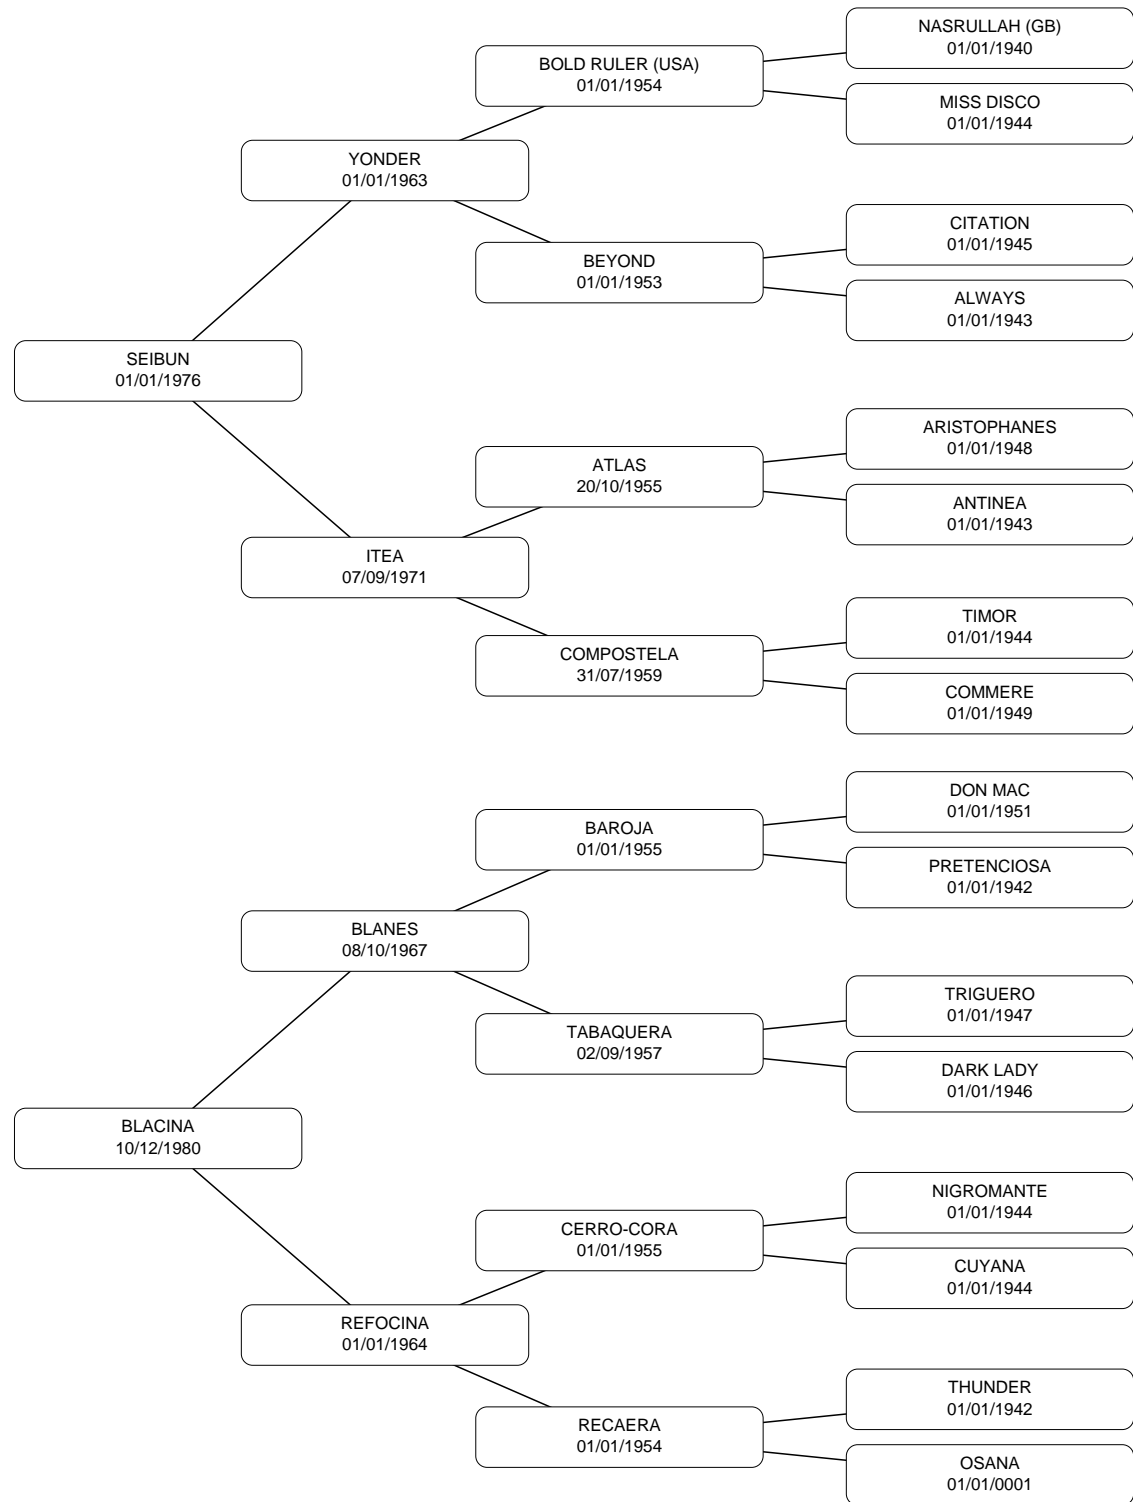 NASRULLAH (GB)
01/01/1940
BOLD RULER (USA)
01/01/1954
MISS DISCO
01/01/1944
YONDER
01/01/1963
CITATION
01/01/1945
BEYOND
01/01/1953
ALWAYS
01/01/1943
SEIBUN
01/01/1976
ARISTOPHANES
01/01/1948
ATLAS
20/10/1955
ANTINEA
01/01/1943
ITEA
07/09/1971
TIMOR
01/01/1944
COMPOSTELA
31/07/1959
COMMERE
01/01/1949
DON MAC
01/01/1951
BAROJA
01/01/1955
PRETENCIOSA
01/01/1942
BLANES
08/10/1967
TRIGUERO
01/01/1947
TABAQUERA
02/09/1957
DARK LADY
01/01/1946
BLACINA
10/12/1980
NIGROMANTE
01/01/1944
CERRO-CORA
01/01/1955
CUYANA
01/01/1944
REFOCINA
01/01/1964
THUNDER
01/01/1942
RECAERA
01/01/1954
OSANA
01/01/0001